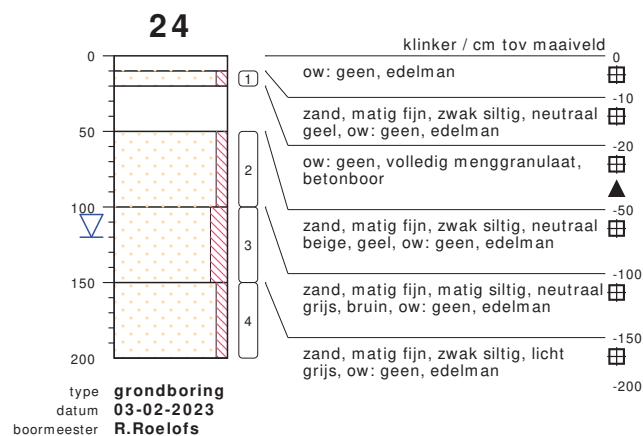 24
klinker / cm tov maaiveld
0
0
ow: geen, edelman
1
-10
zand, matig fijn, zwak siltig, neutraal
geel, ow: geen, edelman
-20
ow: geen, volledig menggranulaat,
betonboor
50
-50
2
zand, matig fijn, zwak siltig, neutraal
beige, geel, ow: geen, edelman
100
-100
3
zand, matig fijn, matig siltig, neutraal
grijs, bruin, ow: geen, edelman
150
-150
4
zand, matig fijn, zwak siltig, licht
grijs, ow: geen, edelman
200
-200
type grondboring
datum 03-02-2023
boormeester R.Roelofs